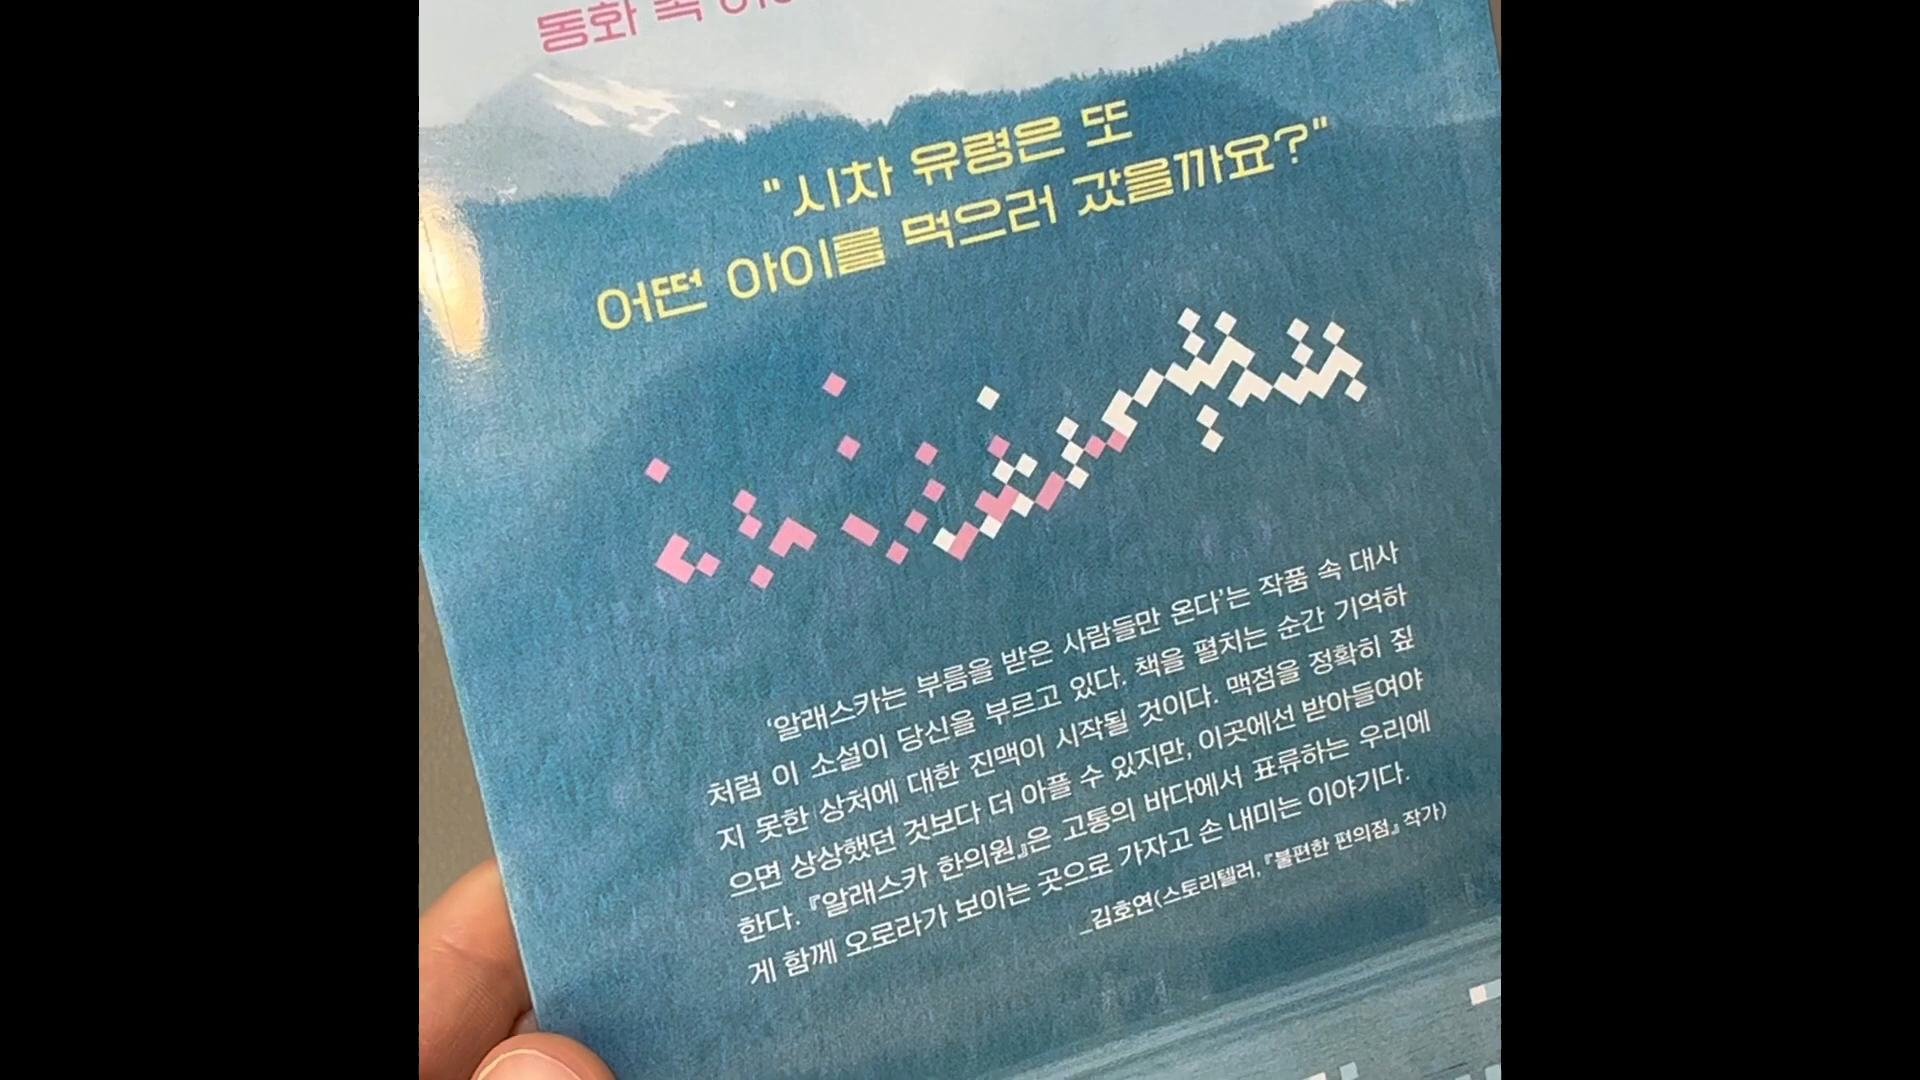 동화 속
"시차 유령은 또
어떤 아이를 먹으러 갔을까요?"
‘알래스카는 부름을 받은 사람들만 온다’는 작품 속 대사
처럼 이 소설이 당신을 부르고 있다. 책을 펼치는 순간 기억하
지 못한 상처에 대한 진맥이 시작될 것이다. 맥점을 정확히 짚
으면 상상했던 것보다 더 아플 수 있지만, 이곳에선 받아들여야
한다. 『알래스카 한의원』은 고통의 바다에서 표류하는 우리에
게 함께 오로라가 보이는 곳으로 가자고 손 내미는 이야기다.
_김호연(스토리텔러, 『불편한 편의점』 작가)